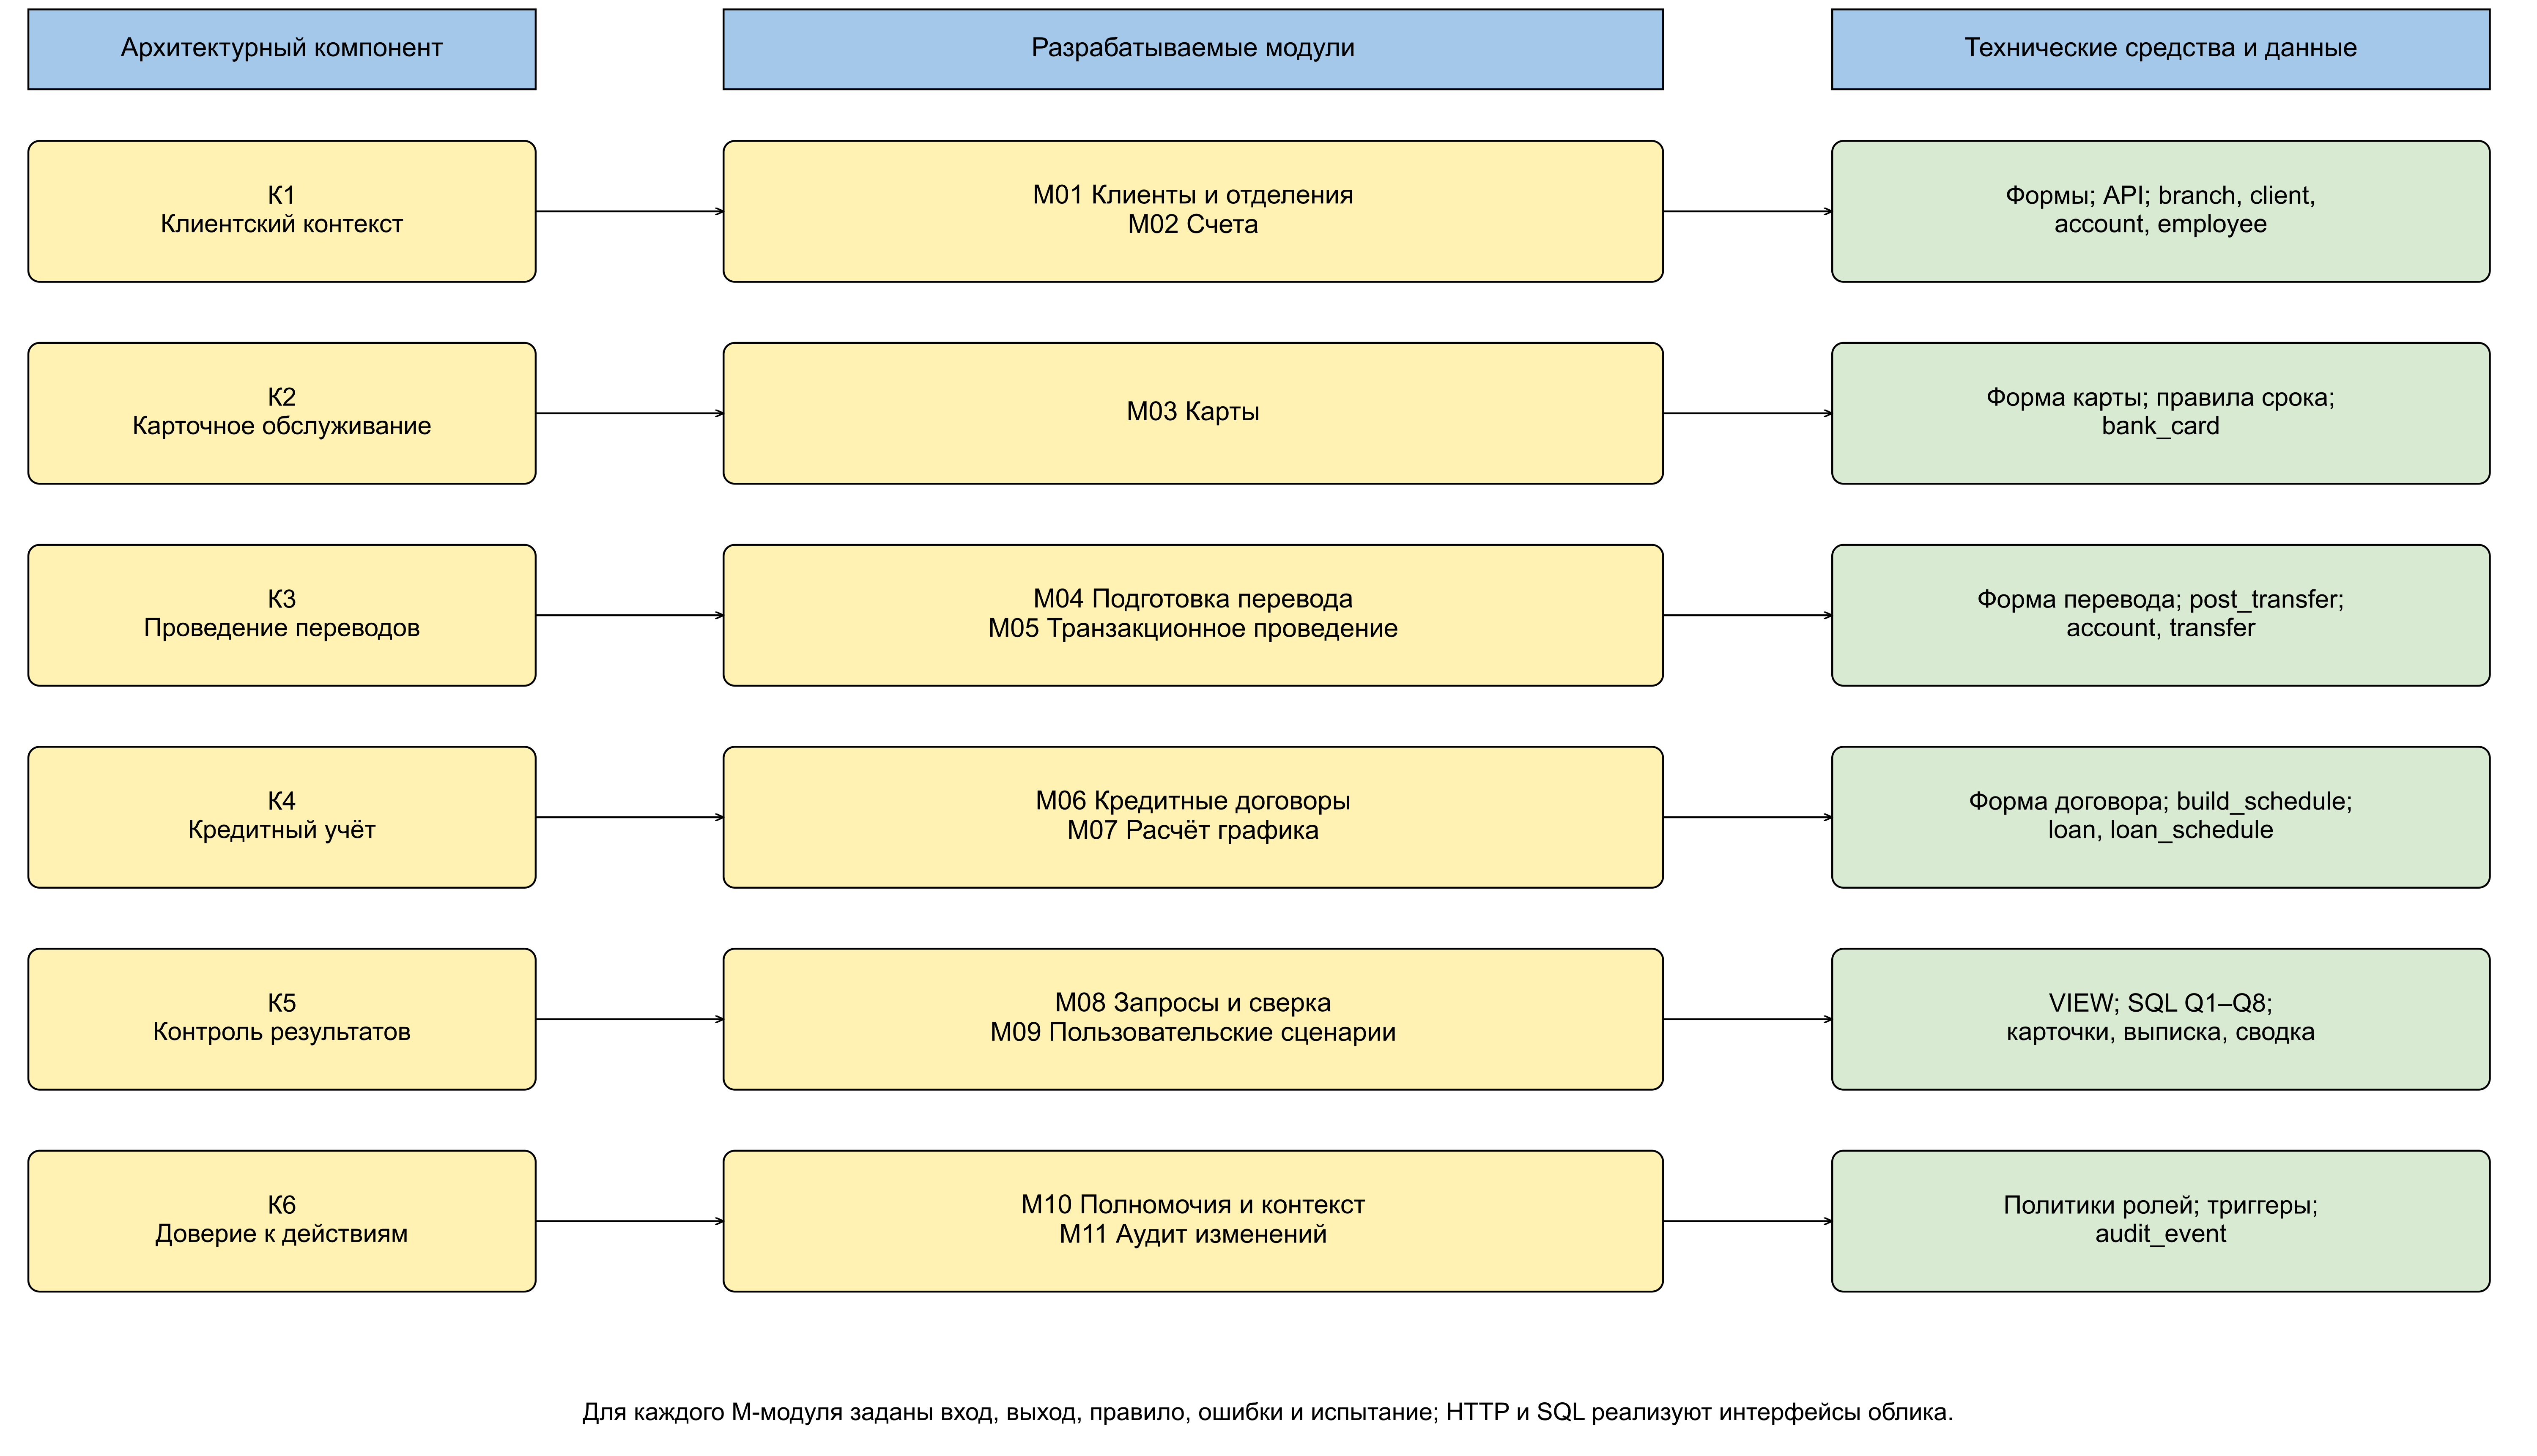 Архитектурный компонент
Разрабатываемые модули
Технические средства и данные
К1
Клиентский контекст
М01 Клиенты и отделения
М02 Счета
Формы; API; branch, client,
account, employee
К2
Карточное обслуживание
М03 Карты
Форма карты; правила срока;
bank_card
К3
Проведение переводов
М04 Подготовка перевода
М05 Транзакционное проведение
Форма перевода; post_transfer;
account, transfer
К4
Кредитный учёт
М06 Кредитные договоры
М07 Расчёт графика
Форма договора; build_schedule;
loan, loan_schedule
К5
Контроль результатов
М08 Запросы и сверка
М09 Пользовательские сценарии
VIEW; SQL Q1–Q8;
карточки, выписка, сводка
К6
Доверие к действиям
М10 Полномочия и контекст
М11 Аудит изменений
Политики ролей; триггеры;
audit_event
Для каждого М-модуля заданы вход, выход, правило, ошибки и испытание; HTTP и SQL реализуют интерфейсы облика.